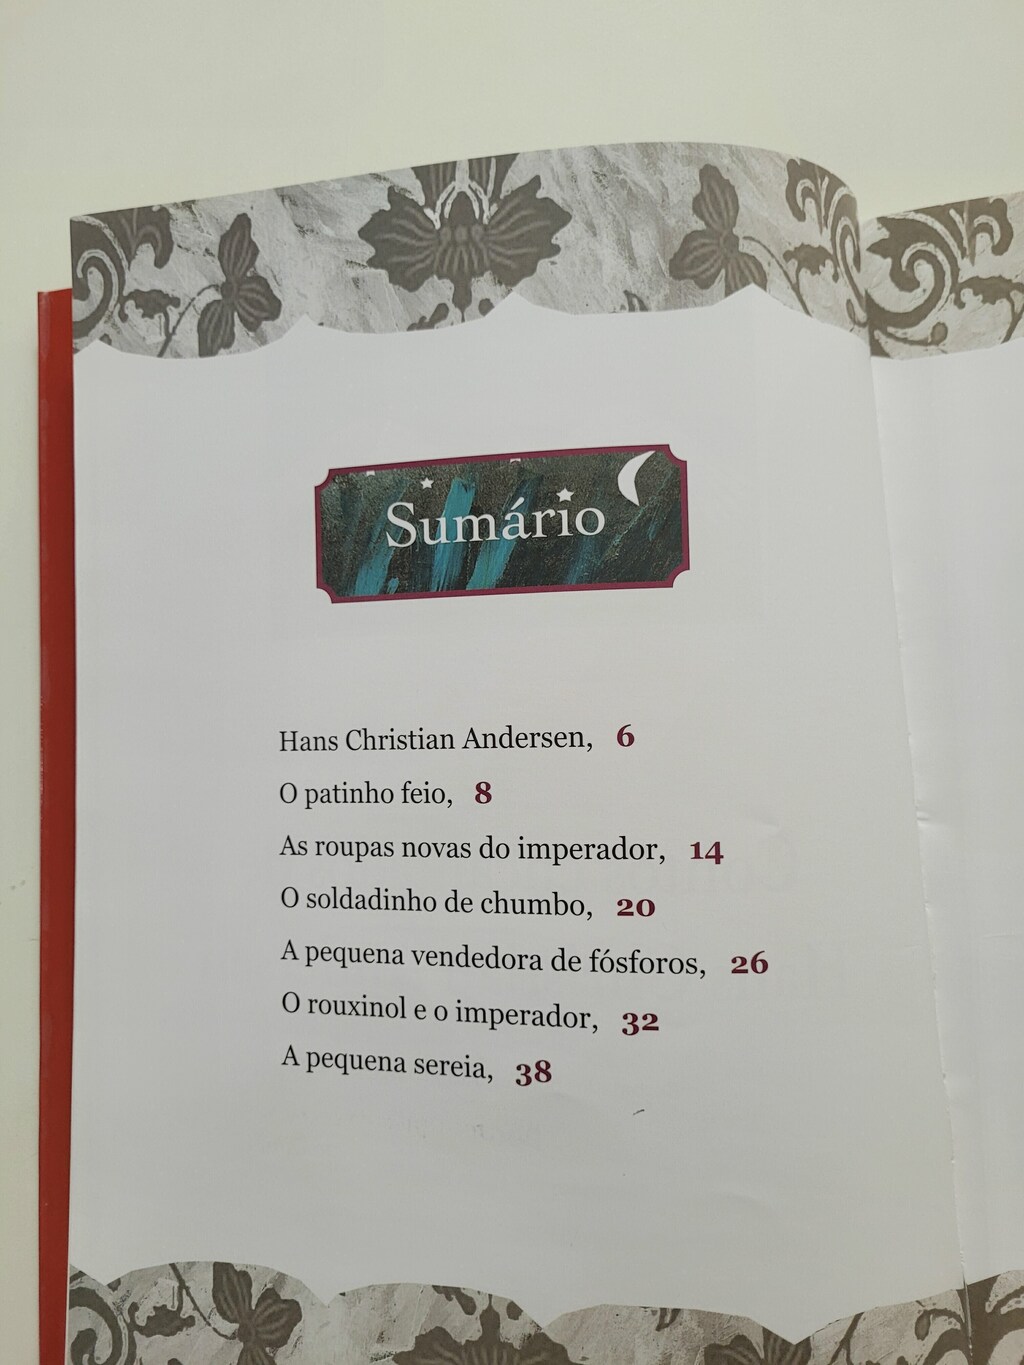 Sumário
Hans Christian Andersen, 6
O patinho feio, 8
As roupas novas do imperador, 14
O soldadinho de chumbo, 20
A pequena vendedora de fósforos, 26
O rouxinol e o imperador, 32
A pequena sereia, 38